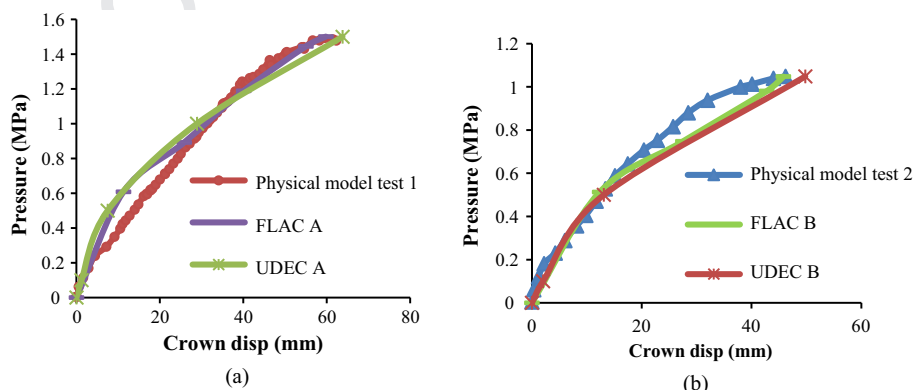 1.6
1.4
1.2
1
0.8
0.6
0.4
0.2
0
0 20 40 60 80
Pressure (MPa)
Crown disp (mm)
Physical model test 1
FLAC A
UDEC A
(a)
1.2
1
0.8
0.6
0.4
0.2
0
0 20 40 60
Pressure (MPa)
Crown disp (mm)
Physical model test 2
FLAC B
UDEC B
(b)